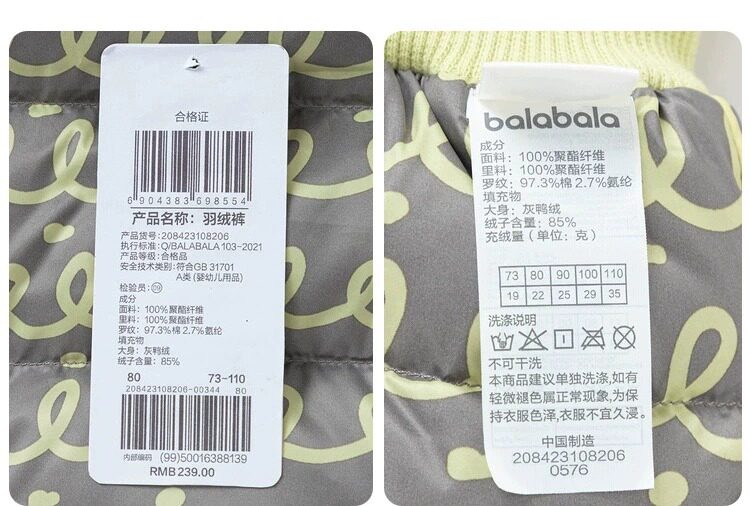 合格证
6904383698554
产品名称：羽绒裤
产品货号：208423108206
执行标准：Q/BALABALA 103-2021
产品等级：合格品
安全技术类别：符合GB 31701
A类 (婴幼儿用品)
检验员：09
成分
面料：100%聚酯纤维
里料：100%聚酯纤维
罗纹：97.3%棉 2.7%氨纶
填充物
大身：灰鸭绒
绒子含量：85%
80 73-110
208423108206-00344 80
内部编码 (99)50016388139
RMB239.00
balabala
成分
面料：100%聚酯纤维
里料：100%聚酯纤维
罗纹：97.3%棉 2.7%氨纶
填充物
大身：灰鸭绒
绒子含量：85%
充绒量（单位：克）
73 80 90 100 110
19 22 25 29 35
洗涤说明
不可干洗
本商品建议单独洗涤,如有
轻微褪色属正常现象,为保
持衣服色泽,衣服不宜久浸。
中国制造
208423108206
0576